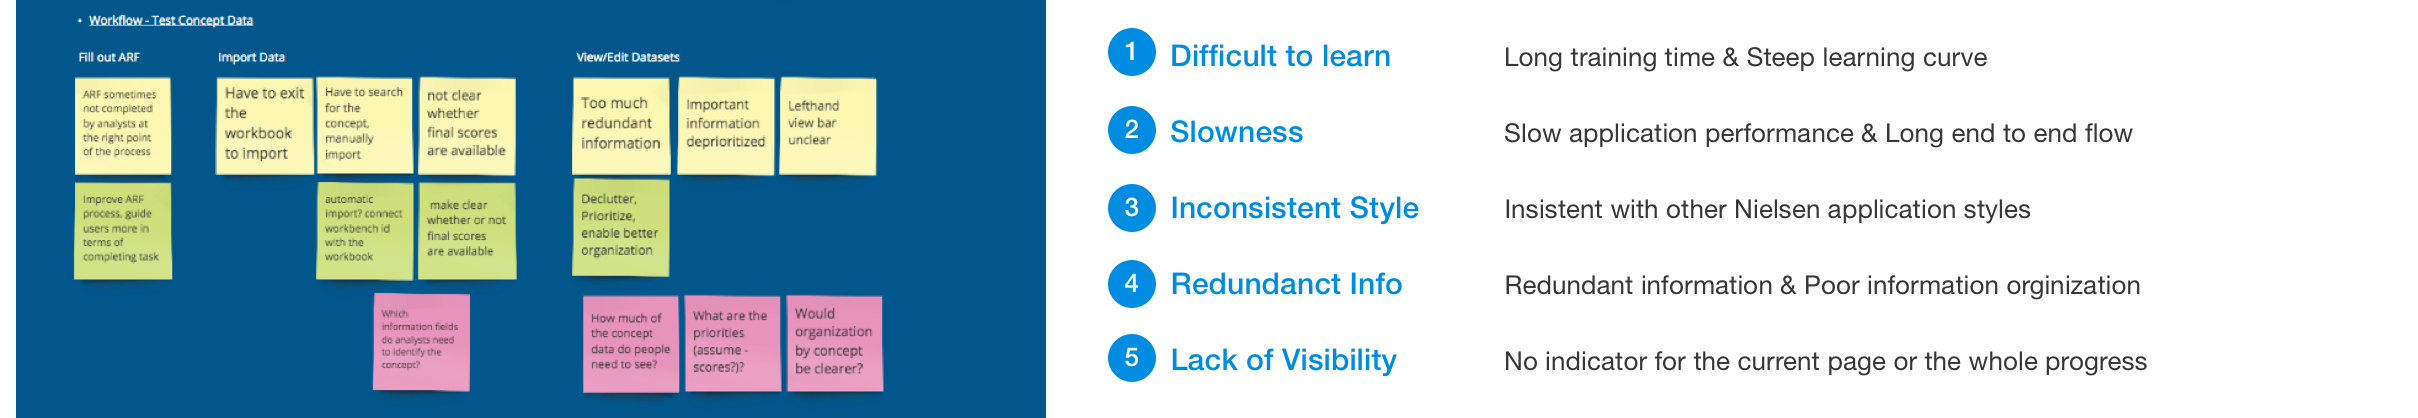 • Workflow - Test Concept Data
Fill out ARF
Import Data
View/Edit Datasets
ARF sometimes
not completed
by analysts at
the right point
of the process
Have to exit
the
workbook
to import
Have to search
for the
concept,
manually
import
not clear
whether
final scores
are available
Too much
redundant
information
Important
information
deprioritized
Lefthand
view bar
unclear
Improve ARF
process, guide
users more in
terms of
completing task
automatic
import? connect
workbench id
with the
workbook
make clear
whether or not
final scores
are available
Declutter,
Prioritize,
enable better
organization
Which
information fields
do analysts need
to identify the
concept?
How much of
the concept
data do people
need to see?
What are the
priorities
(assume -
scores?)?
Would
organization
by concept
be clearer?
1 Difficult to learn Long training time & Steep learning curve
2 Slowness Slow application performance & Long end to end flow
3 Inconsistent Style Insistent with other Nielsen application styles
4 Redundanct Info Redundant information & Poor information orginization
5 Lack of Visibility No indicator for the current page or the whole progress